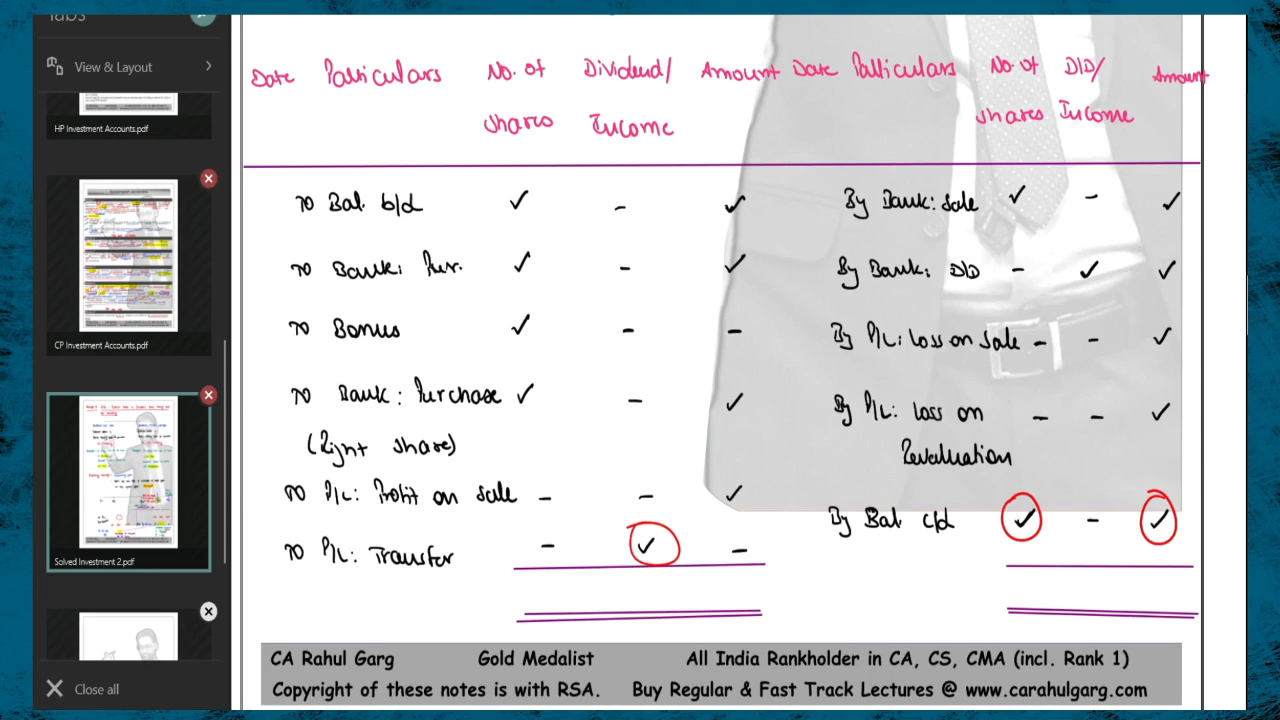 Tabs
View & Layout
HP Investment Accounts.pdf
CP Investment Accounts.pdf
Solved Investment 2.pdf
Close all
Date Particulars No. of Shares Dividend/ Income Amount Date Particulars No. of Shares DID/ Income Amount
To Bal. b/d ✓ - ✓ By Bank: Sale ✓ - ✓
To Bank: Pur. ✓ - ✓ By Bank: DID - ✓ ✓
To Bonus ✓ - - By P/L: Loss on Sale - - ✓
To Bank: Purchase ✓ - ✓ By P/L: Loss on - - ✓
(Right Share) Revaluation
To P/L: Profit on Sale - - ✓
By Bal. c/d ✓ - ✓
To P/L: Transfer - ✓ -
CA Rahul Garg Gold Medalist All India Rankholder in CA, CS, CMA (incl. Rank 1)
Copyright of these notes is with RSA. Buy Regular & Fast Track Lectures @ www.carahulgarg.com